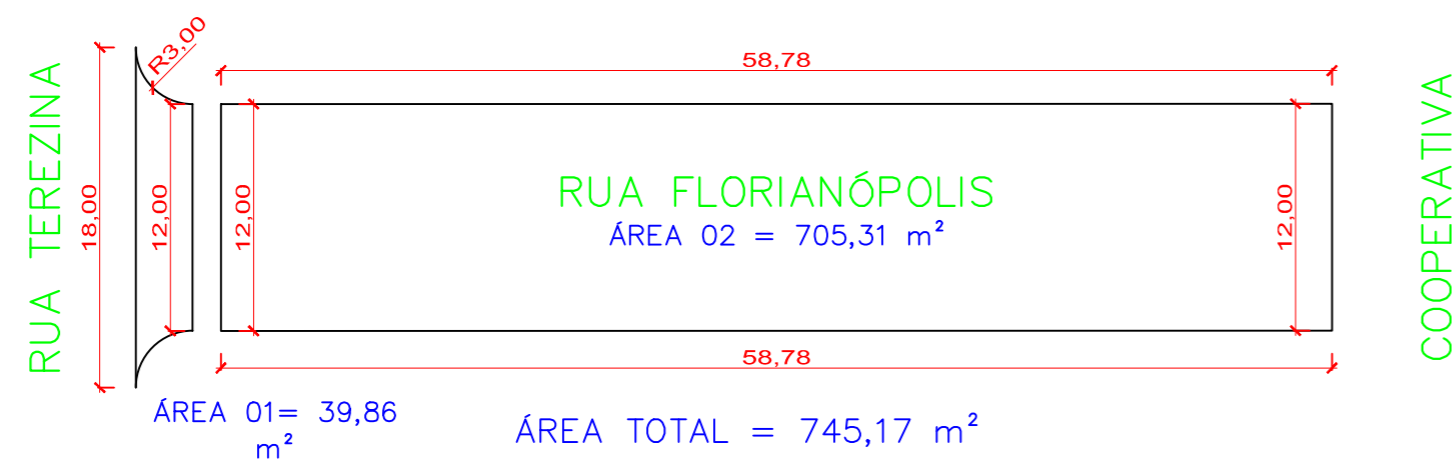 RUA TEREZINA
18,00
R3,00
12,00
12,00
58,78
RUA FLORIANÓPOLIS
ÁREA 02 = 705,31 m²
12,00
58,78
COOPERATIVA
ÁREA 01= 39,86
m²
ÁREA TOTAL = 745,17 m²